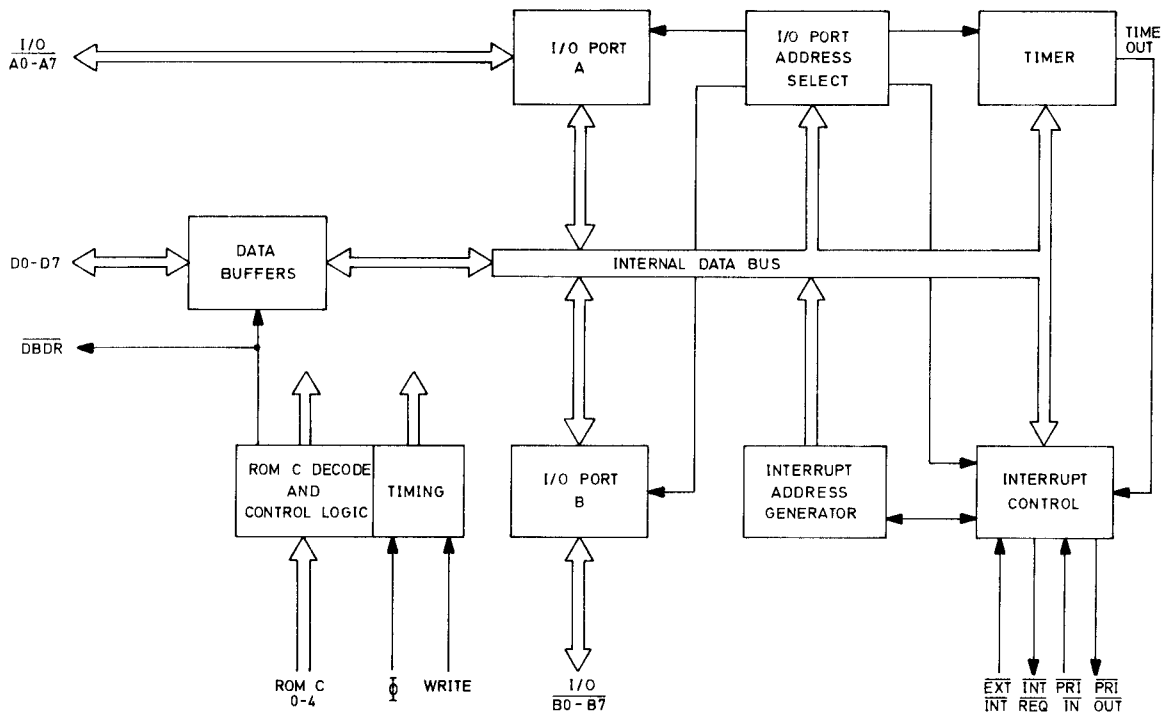 I/O
A0-A7
I/O PORT
A
I/O PORT
ADDRESS
SELECT
TIMER
TIME
OUT
D0-D7
DATA
BUFFERS
INTERNAL DATA BUS
DBDR
ROM C DECODE
AND
CONTROL LOGIC
TIMING
I/O PORT
B
INTERRUPT
ADDRESS
GENERATOR
INTERRUPT
CONTROL
ROM C
0-4
Φ
WRITE
I/O
B0-B7
EXT
INT
INT
REQ
PRI
IN
PRI
OUT